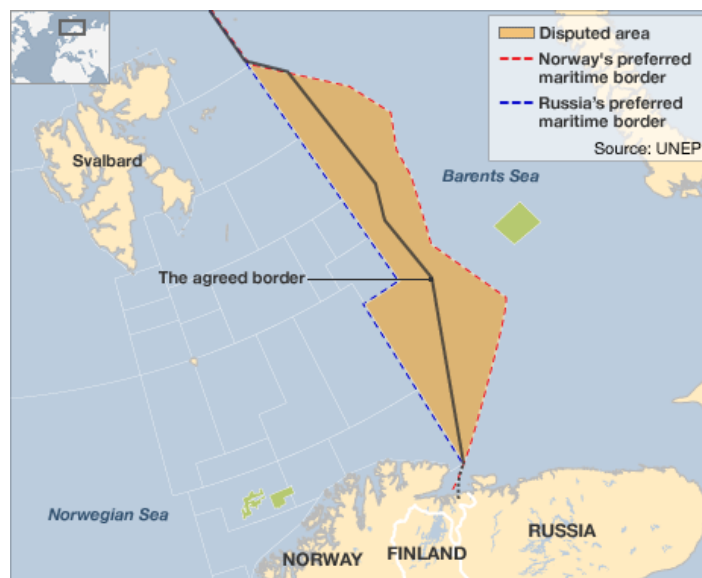 Disputed area
Norway's preferred
maritime border
Russia's preferred
maritime border
Source: UNEP
Svalbard
Barents Sea
The agreed border
Norwegian Sea
NORWAY
FINLAND
RUSSIA